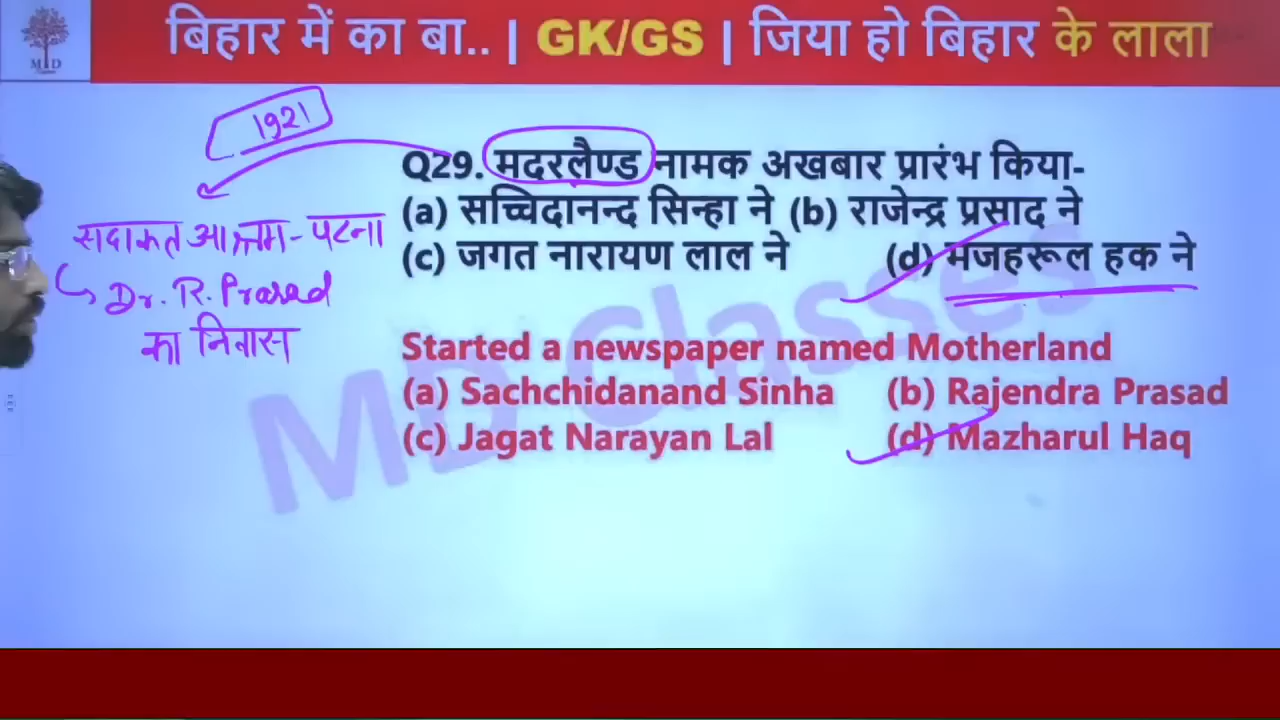 बिहार में का बा.. | GK/GS | जिया हो बिहार के लाला
MD
1921
Q29. मदरलैण्ड नामक अखबार प्रारंभ किया-
(a) सच्चिदानन्द सिन्हा ने (b) राजेन्द्र प्रसाद ने
(c) जगत नारायण लाल ने (d) मजहरूल हक ने
सदाकत आश्रम - पटना
Dr. R. Prasad
का निवास
Started a newspaper named Motherland
(a) Sachchidanand Sinha (b) Rajendra Prasad
(c) Jagat Narayan Lal (d) Mazharul Haq
MD Classes